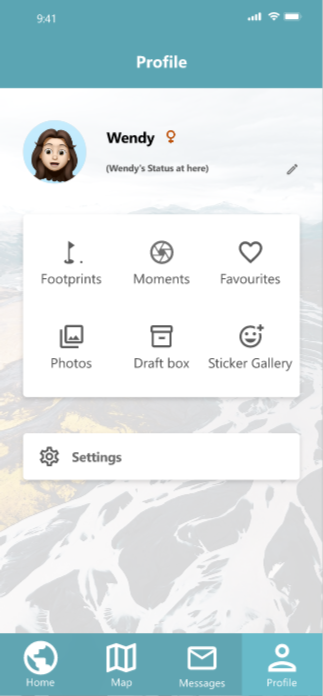 9:41
Profile
Wendy
(Wendy's Status at here)
Footprints Moments Favourites
Photos Draft box Sticker Gallery
Settings
Home Map Messages Profile